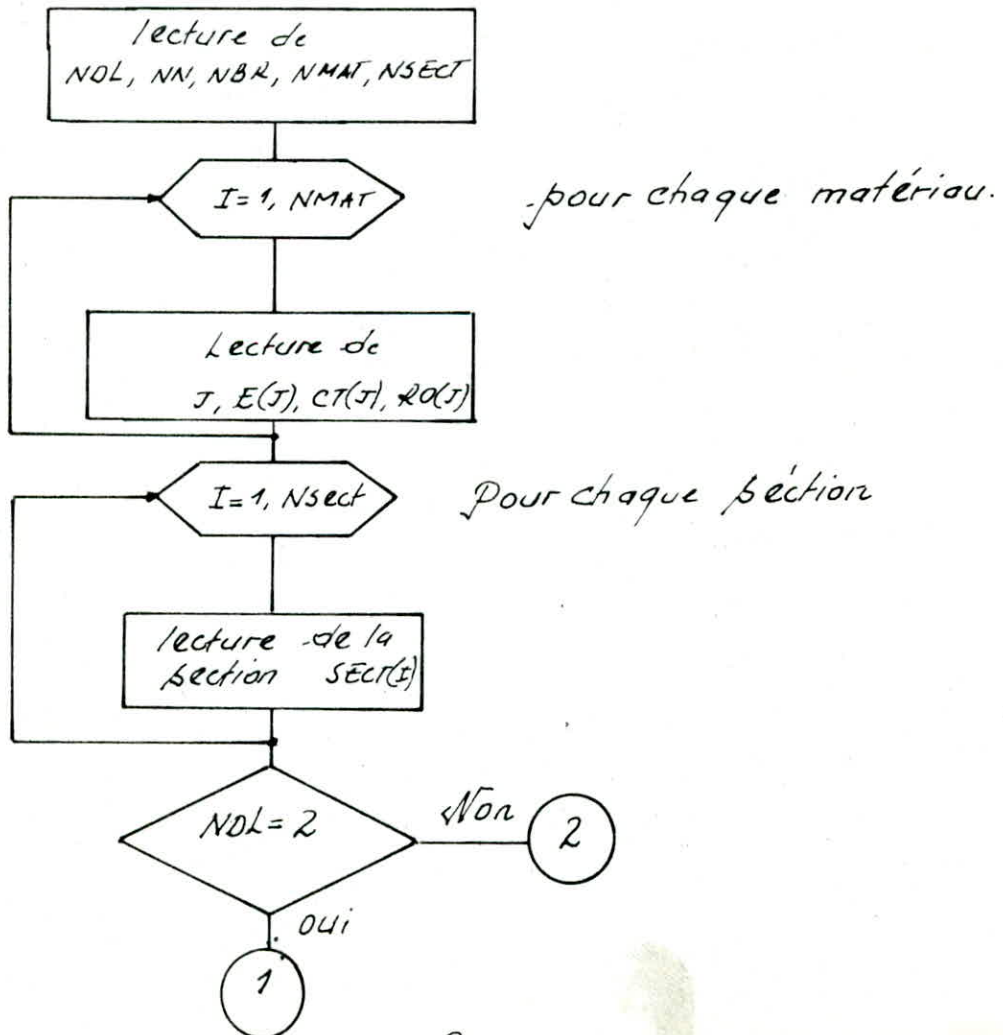 lecture de
NDL, NN, NBR, NMAT, NSECT
I=1, NMAT
pour chaque matériau.
Lecture de
J, E(J), CT(J), RO(J)
I=1, Nsect
Pour chaque séction
lecture de la
section SECT(I)
NDL=2
Non
2
oui
1